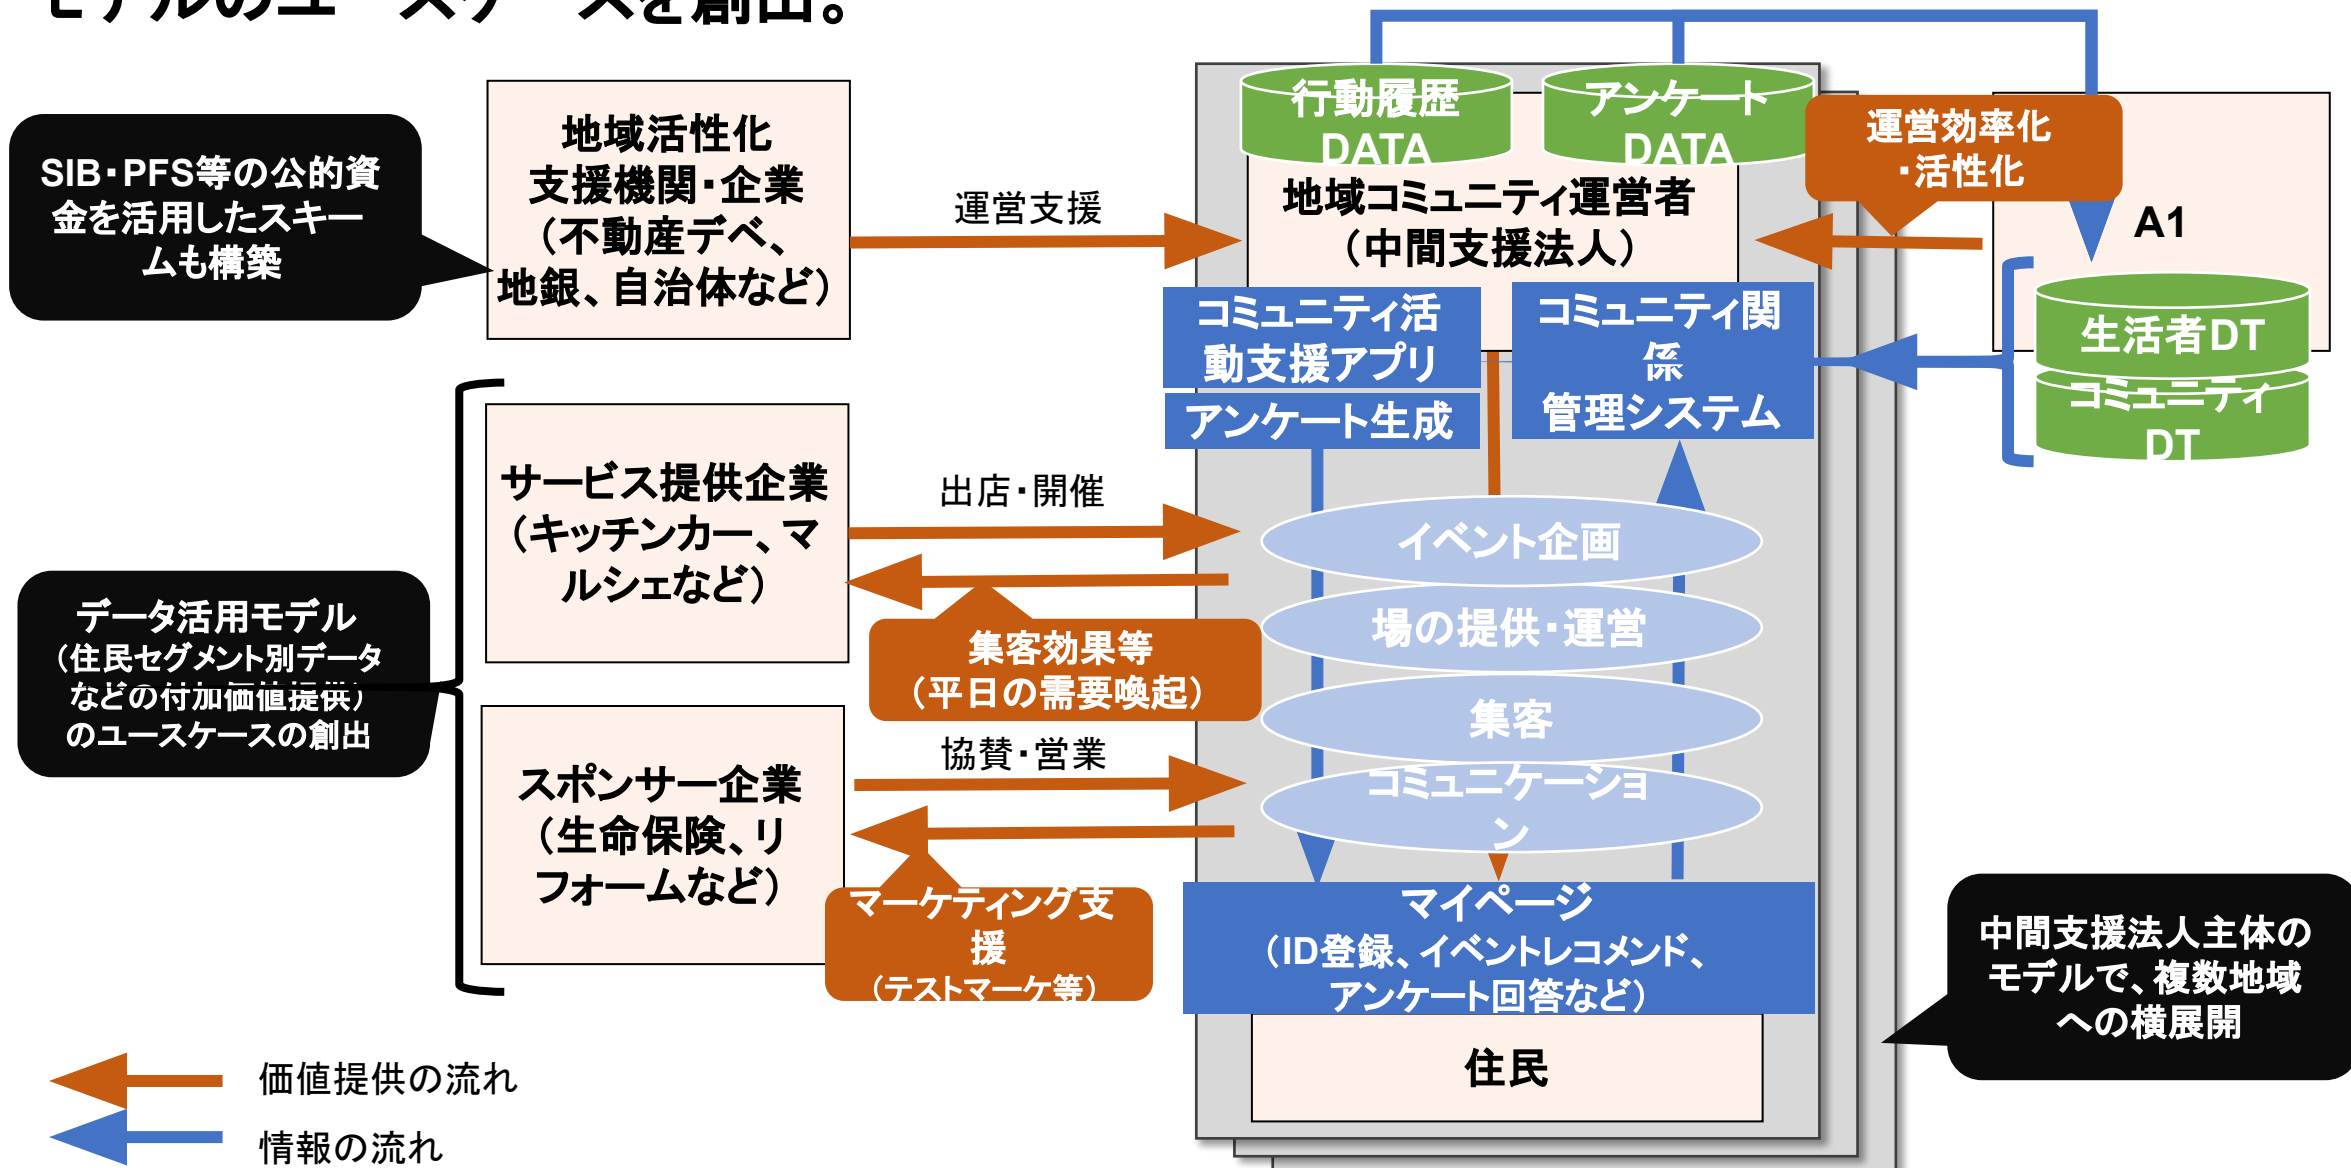 モデルのユースケースを創出。
SIB・PFS等の公的資
金を活用したスキー
ムも構築
地域活性化
支援機関・企業
（不動産デベ、
地銀、自治体など）
運営支援
行動履歴
DATA
アンケート
DATA
地域コミュニティ運営者
（中間支援法人）
運営効率化
・活性化
A1
生活者DT
コミュニティ
DT
コミュニティ活
動支援アプリ
アンケート生成
コミュニティ関
係
管理システム
サービス提供企業
（キッチンカー、マ
ルシェなど）
出店・開催
集客効果等
（平日の需要喚起）
データ活用モデル
（住民セグメント別データ
などの付加価値提供）
のユースケースの創出
イベント企画
場の提供・運営
集客
コミュニケーショ
ン
スポンサー企業
（生命保険、リ
フォームなど）
協賛・営業
マーケティング支
援
（テストマーケ等）
マイページ
（ID登録、イベントレコメンド、
アンケート回答など）
住民
中間支援法人主体の
モデルで、複数地域
への横展開
価値提供の流れ
情報の流れ